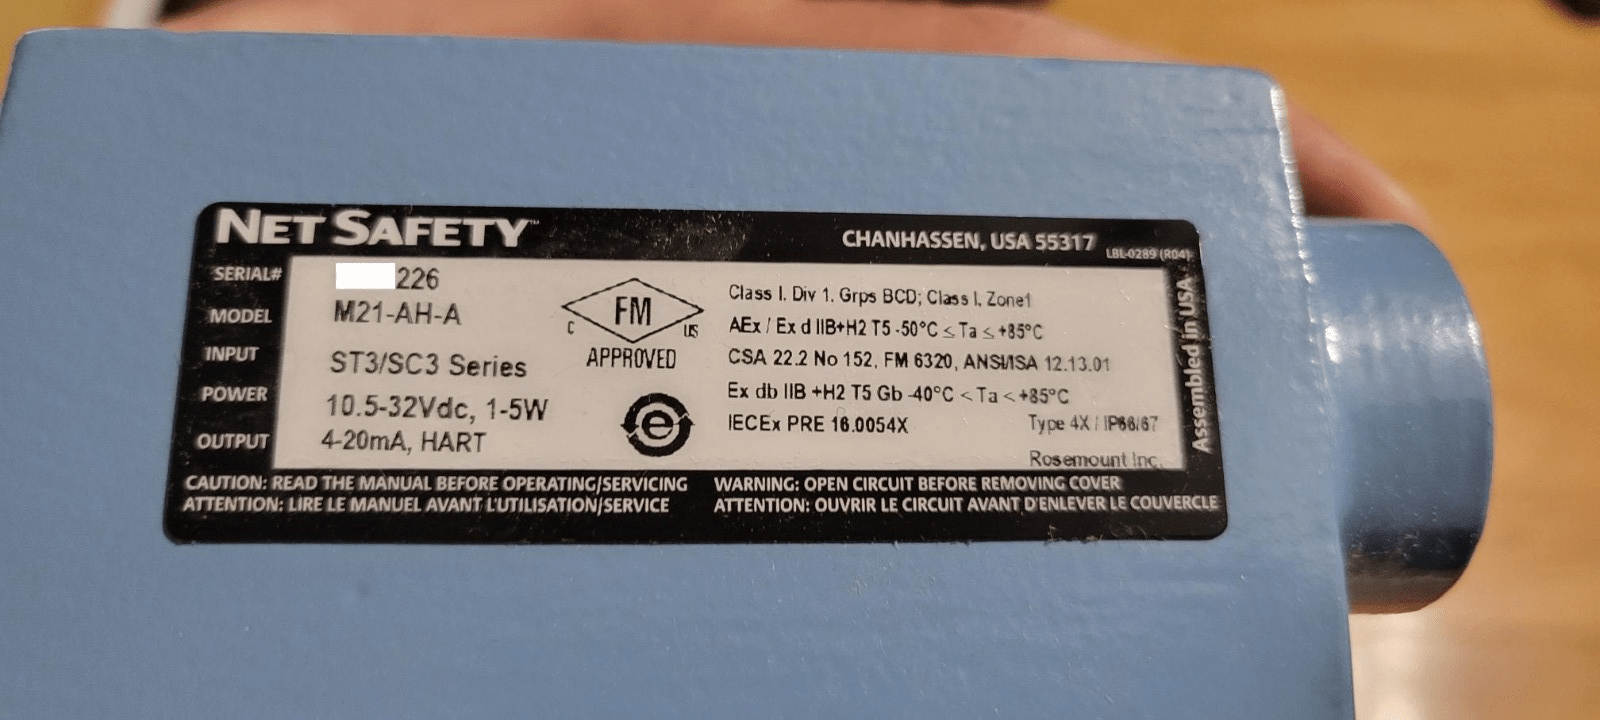 NET SAFETY™
CHANHASSEN, USA 55317
LBL-0289 (R04)
SERIAL# 226
MODEL M21-AH-A
INPUT ST3/SC3 Series
POWER 10.5-32Vdc, 1-5W
OUTPUT 4-20mA, HART
FM
C US
APPROVED
e
Class I, Div 1, Grps BCD; Class I, Zone1
AEx / Ex d IIB+H2 T5 -50°C ≤ Ta ≤ +85°C
CSA 22.2 No 152, FM 6320, ANSI/ISA 12.13.01
Ex db IIB +H2 T5 Gb -40°C < Ta < +85°C
IECEx PRE 16.0054X
Type 4X / IP66/67
Rosemount Inc.
Assembled in USA
CAUTION: READ THE MANUAL BEFORE OPERATING/SERVICING
ATTENTION: LIRE LE MANUEL AVANT L'UTILISATION/SERVICE
WARNING: OPEN CIRCUIT BEFORE REMOVING COVER
ATTENTION: OUVRIR LE CIRCUIT AVANT D'ENLEVER LE COUVERCLE